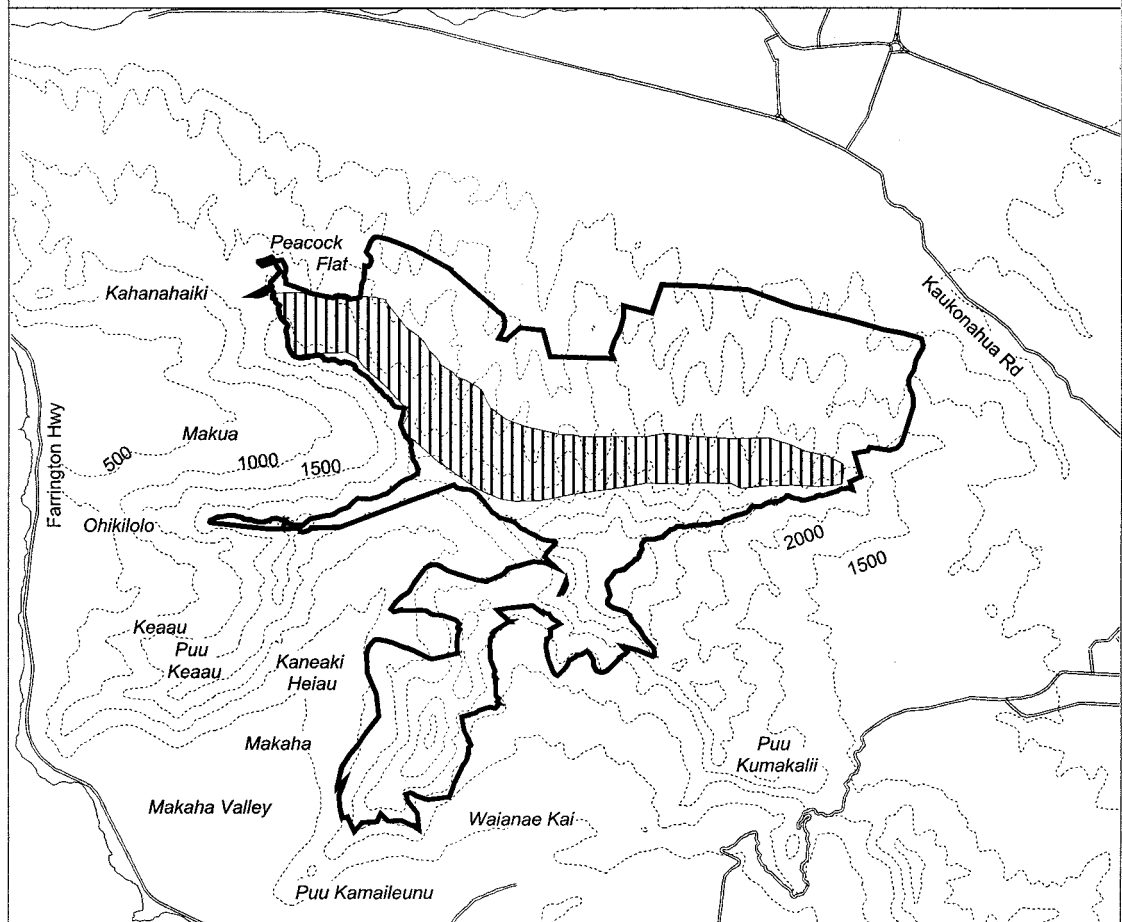 Peacock
Flat
Kahanahaiki
Kaukonahua Rd
Farrington Hwy
Makua
500
1000
1500
Ohikilolo
2000
1500
Keaau
Puu
Keaau
Kaneaki
Heiau
Makaha
Puu
Kumakalii
Makaha Valley
Waianae Kai
Puu Kamaileunu